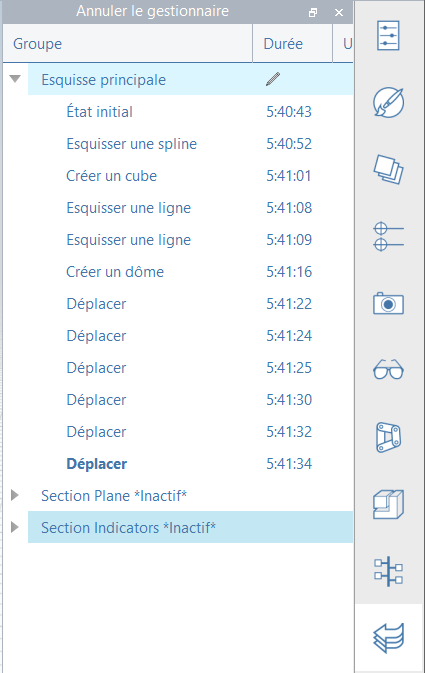 Annuler le gestionnaire
Groupe Durée U
Esquisse principale
État initial 5:40:43
Esquisser une spline 5:40:52
Créer un cube 5:41:01
Esquisser une ligne 5:41:08
Esquisser une ligne 5:41:09
Créer un dôme 5:41:16
Déplacer 5:41:22
Déplacer 5:41:24
Déplacer 5:41:25
Déplacer 5:41:30
Déplacer 5:41:32
Déplacer 5:41:34
Section Plane *Inactif*
Section Indicators *Inactif*